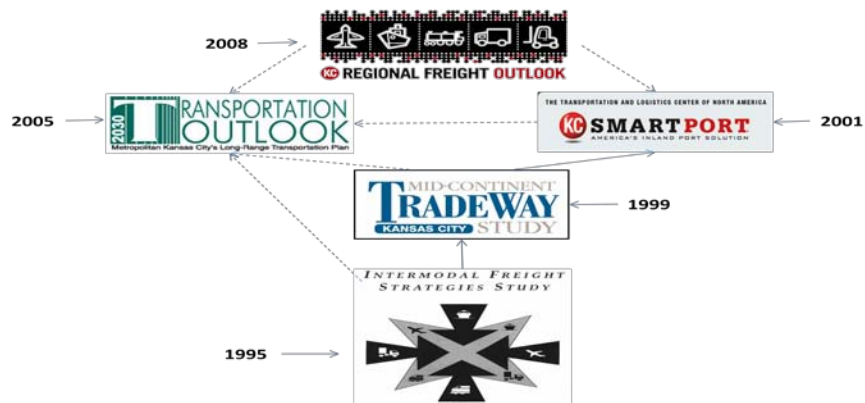 2008
KC REGIONAL FREIGHT OUTLOOK
2005
2030
TRANSPORTATION
OUTLOOK
Metropolitan Kansas City's Long-Range Transportation Plan
THE TRANSPORTATION AND LOGISTICS CENTER OF NORTH AMERICA
KC SMARTPORT
AMERICA'S INLAND PORT SOLUTION
2001
MID-CONTINENT
TRADEWAY
KANSAS CITY STUDY
1999
INTERMODAL FREIGHT
STRATEGIES STUDY
1995